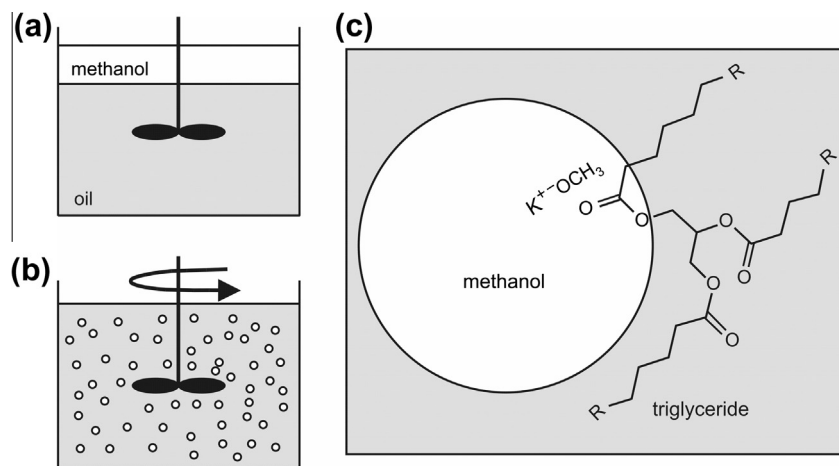 (a)
methanol
oil
(b)
(c)
R
R
K⁺⁻OCH₃
O
O
O
O
O
O
methanol
R
triglyceride